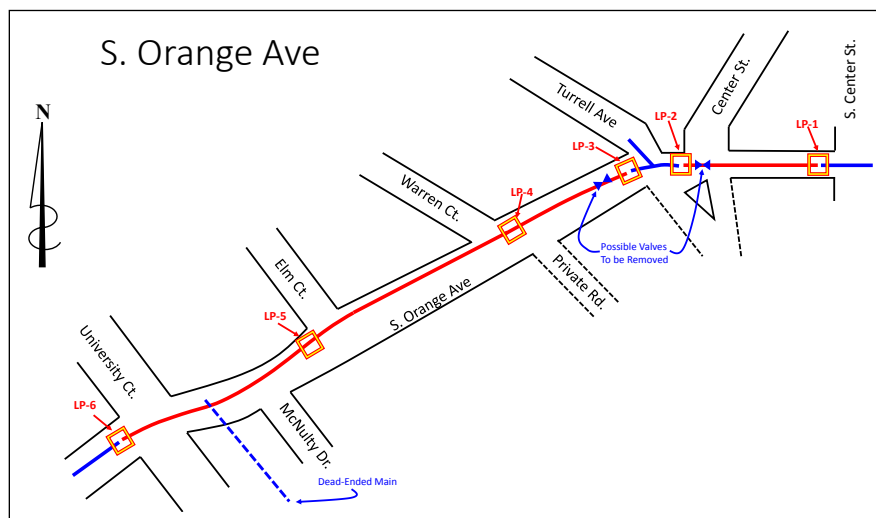 S. Orange Ave
N
Turrell Ave
LP-2
Center St.
LP-1
S. Center St.
LP-3
Warren Ct.
LP-4
Possible Valves
To be Removed
Private Rd.
Elm Ct.
S. Orange Ave
LP-5
University Ct.
LP-6
McNulty Dr.
Dead-Ended Main